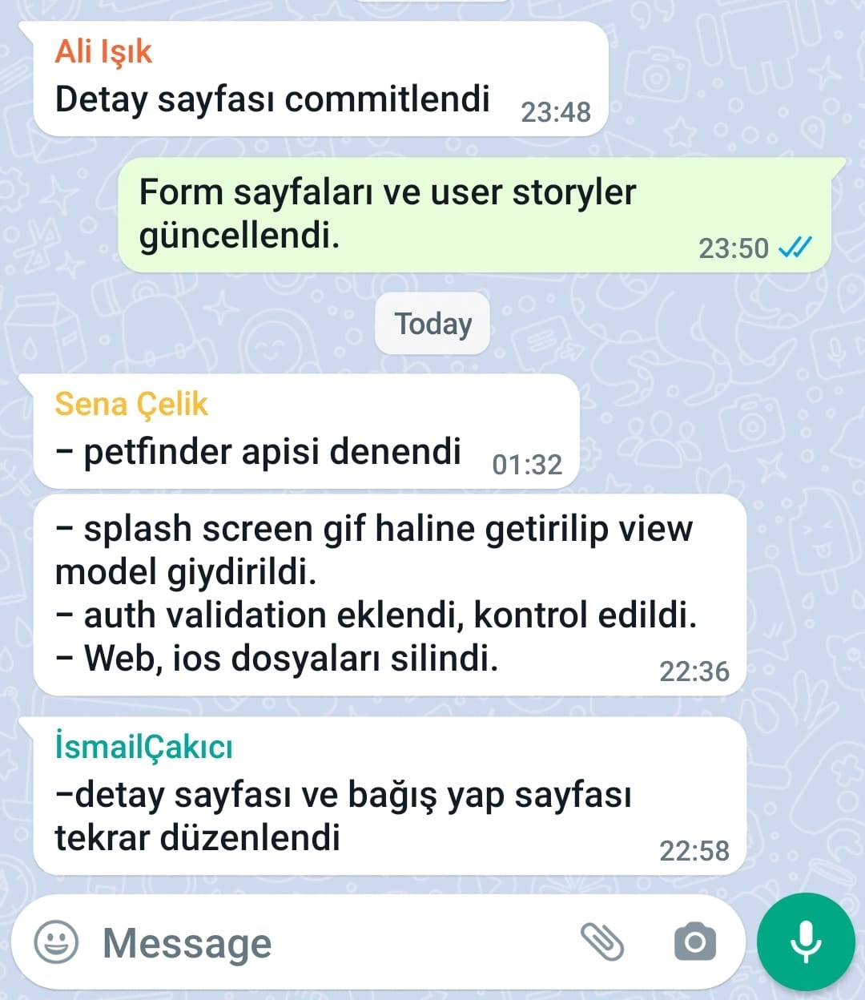 Ali Işık
Detay sayfası commitlendi
23:48
Form sayfaları ve user storyler
güncellendi.
23:50
Today
Sena Çelik
- petfinder apisi denendi
01:32
- splash screen gif haline getirilip view
model giydirildi.
- auth validation eklendi, kontrol edildi.
- Web, ios dosyaları silindi.
22:36
İsmailÇakıcı
-detay sayfası ve bağış yap sayfası
tekrar düzenlendi
22:58
Message